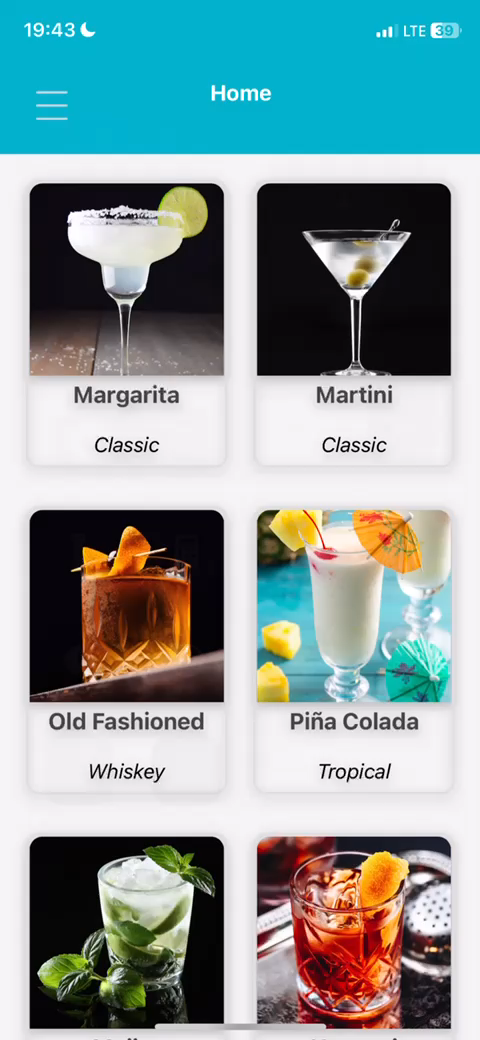 19:43
LTE 39
Home
Margarita
Martini
Classic
Classic
Old Fashioned
Piña Colada
Whiskey
Tropical